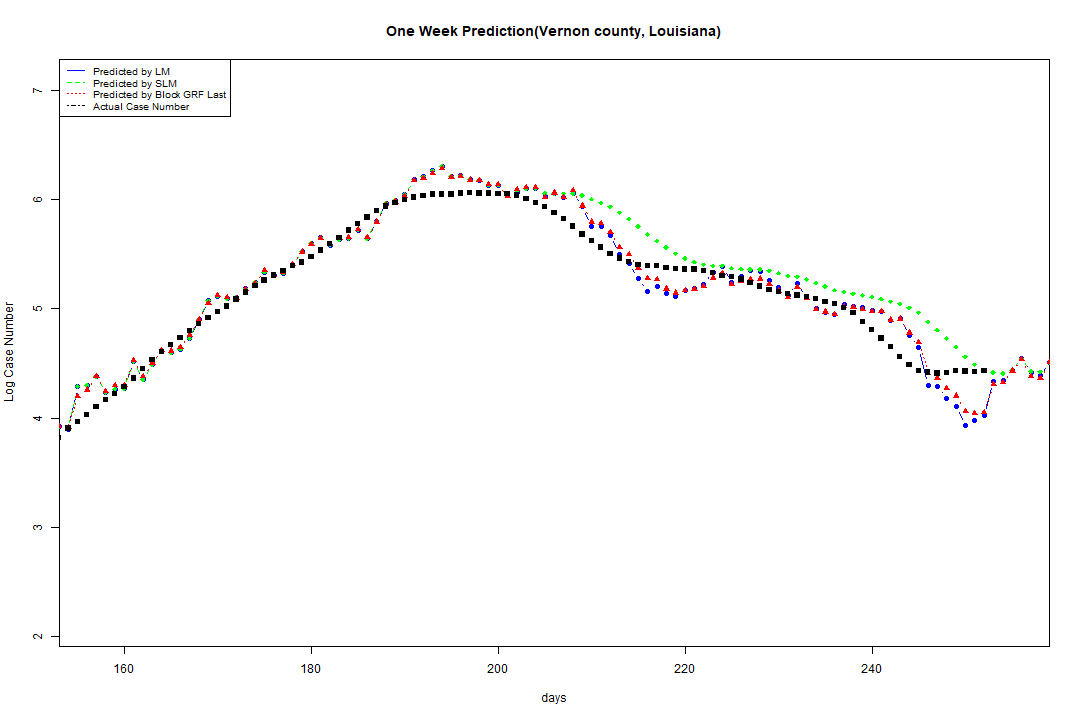 One Week Prediction(Vernon county, Louisiana)
Predicted by LM
Predicted by SLM
Predicted by Block GRF Last
Actual Case Number
7
6
5
4
3
2
Log Case Number
160 180 200 220 240
days